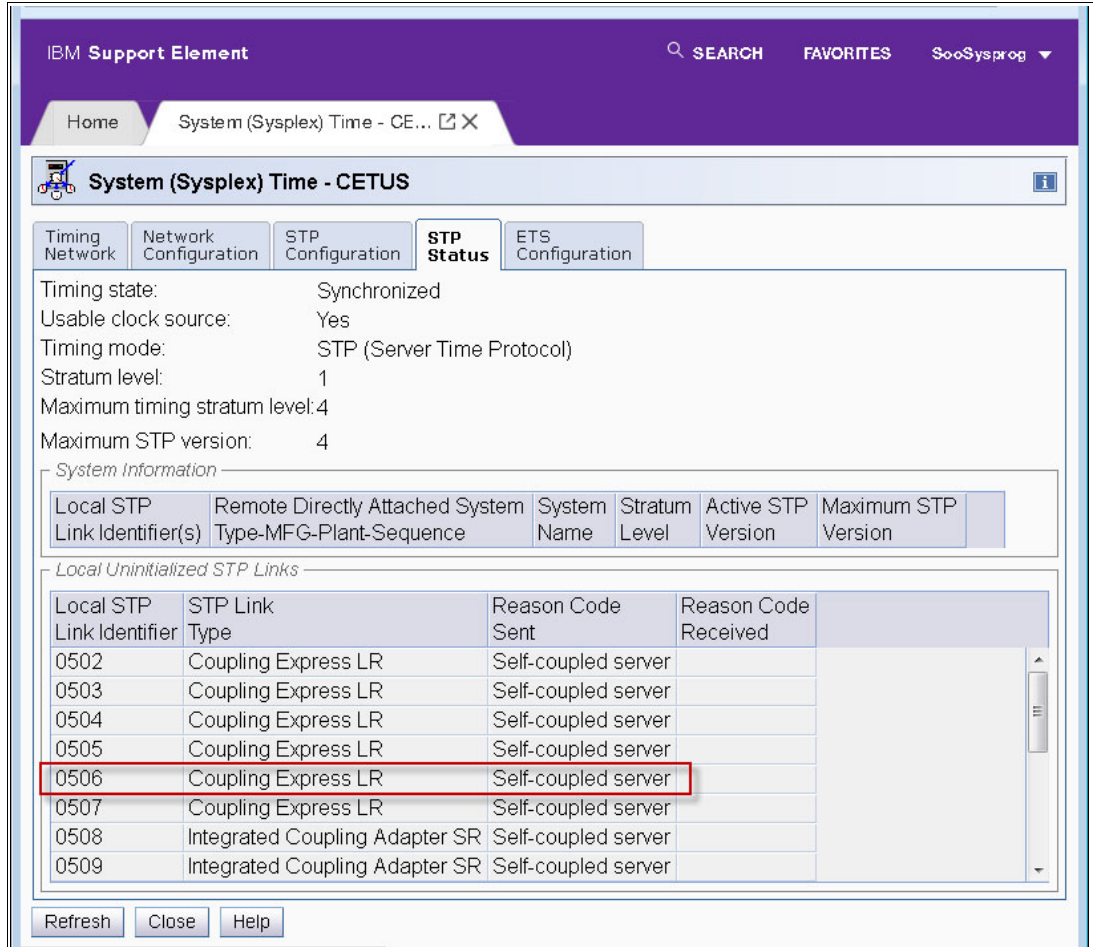 IBM Support Element SEARCH FAVORITES SooSysprog
Home System (Sysplex) Time - CE...
System (Sysplex) Time - CETUS
Timing Network Network Configuration STP Configuration STP Status ETS Configuration
Timing state: Synchronized
Usable clock source: Yes
Timing mode: STP (Server Time Protocol)
Stratum level: 1
Maximum timing stratum level: 4
Maximum STP version: 4
System Information
Local STP Link Identifier(s) Remote Directly Attached System Type-MFG-Plant-Sequence System Name Stratum Level Active STP Version Maximum STP Version
Local Uninitialized STP Links
Local STP Link Identifier STP Link Type Reason Code Sent Reason Code Received
0502 Coupling Express LR Self-coupled server
0503 Coupling Express LR Self-coupled server
0504 Coupling Express LR Self-coupled server
0505 Coupling Express LR Self-coupled server
0506 Coupling Express LR Self-coupled server
0507 Coupling Express LR Self-coupled server
0508 Integrated Coupling Adapter SR Self-coupled server
0509 Integrated Coupling Adapter SR Self-coupled server
Refresh Close Help